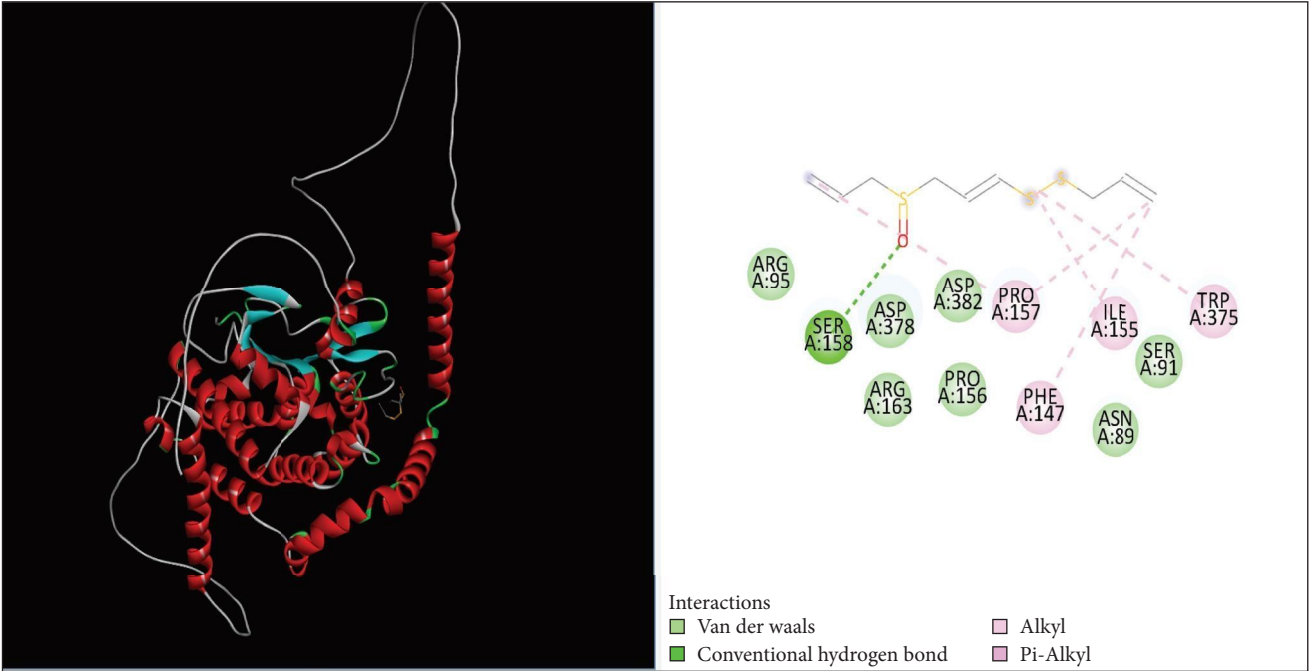 S
S
S
O
ARG
A:95
SER
A:158
ASP
A:378
ASP
A:382
PRO
A:157
ILE
A:155
TRP
A:375
SER
A:91
ARG
A:163
PRO
A:156
PHE
A:147
ASN
A:89
Interactions
Van der waals
Conventional hydrogen bond
Alkyl
Pi-Alkyl